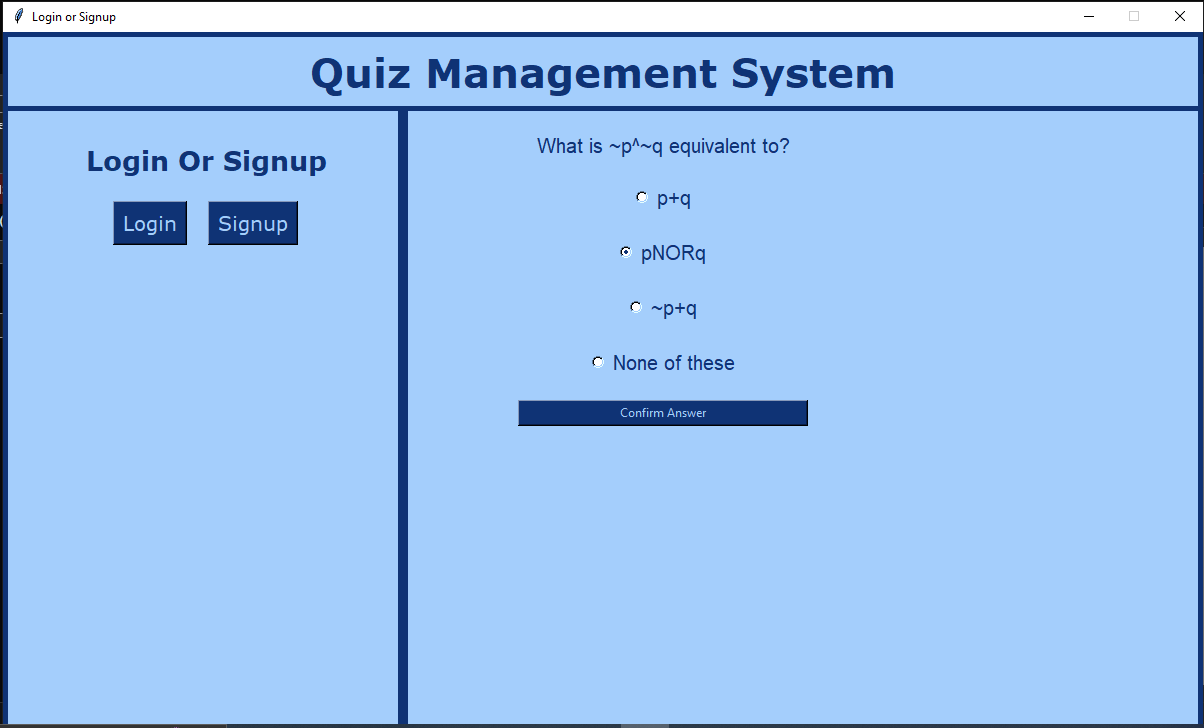 Login or Signup
Quiz Management System
Login Or Signup
Login
Signup
What is ~p^~q equivalent to?
p+q
pNORq
~p+q
None of these
Confirm Answer